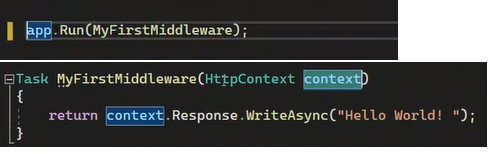 app.Run(MyFirstMiddleware);
Task MyFirstMiddleware(HttpContext context)
{
return context.Response.WriteAsync("Hello World! ");
}